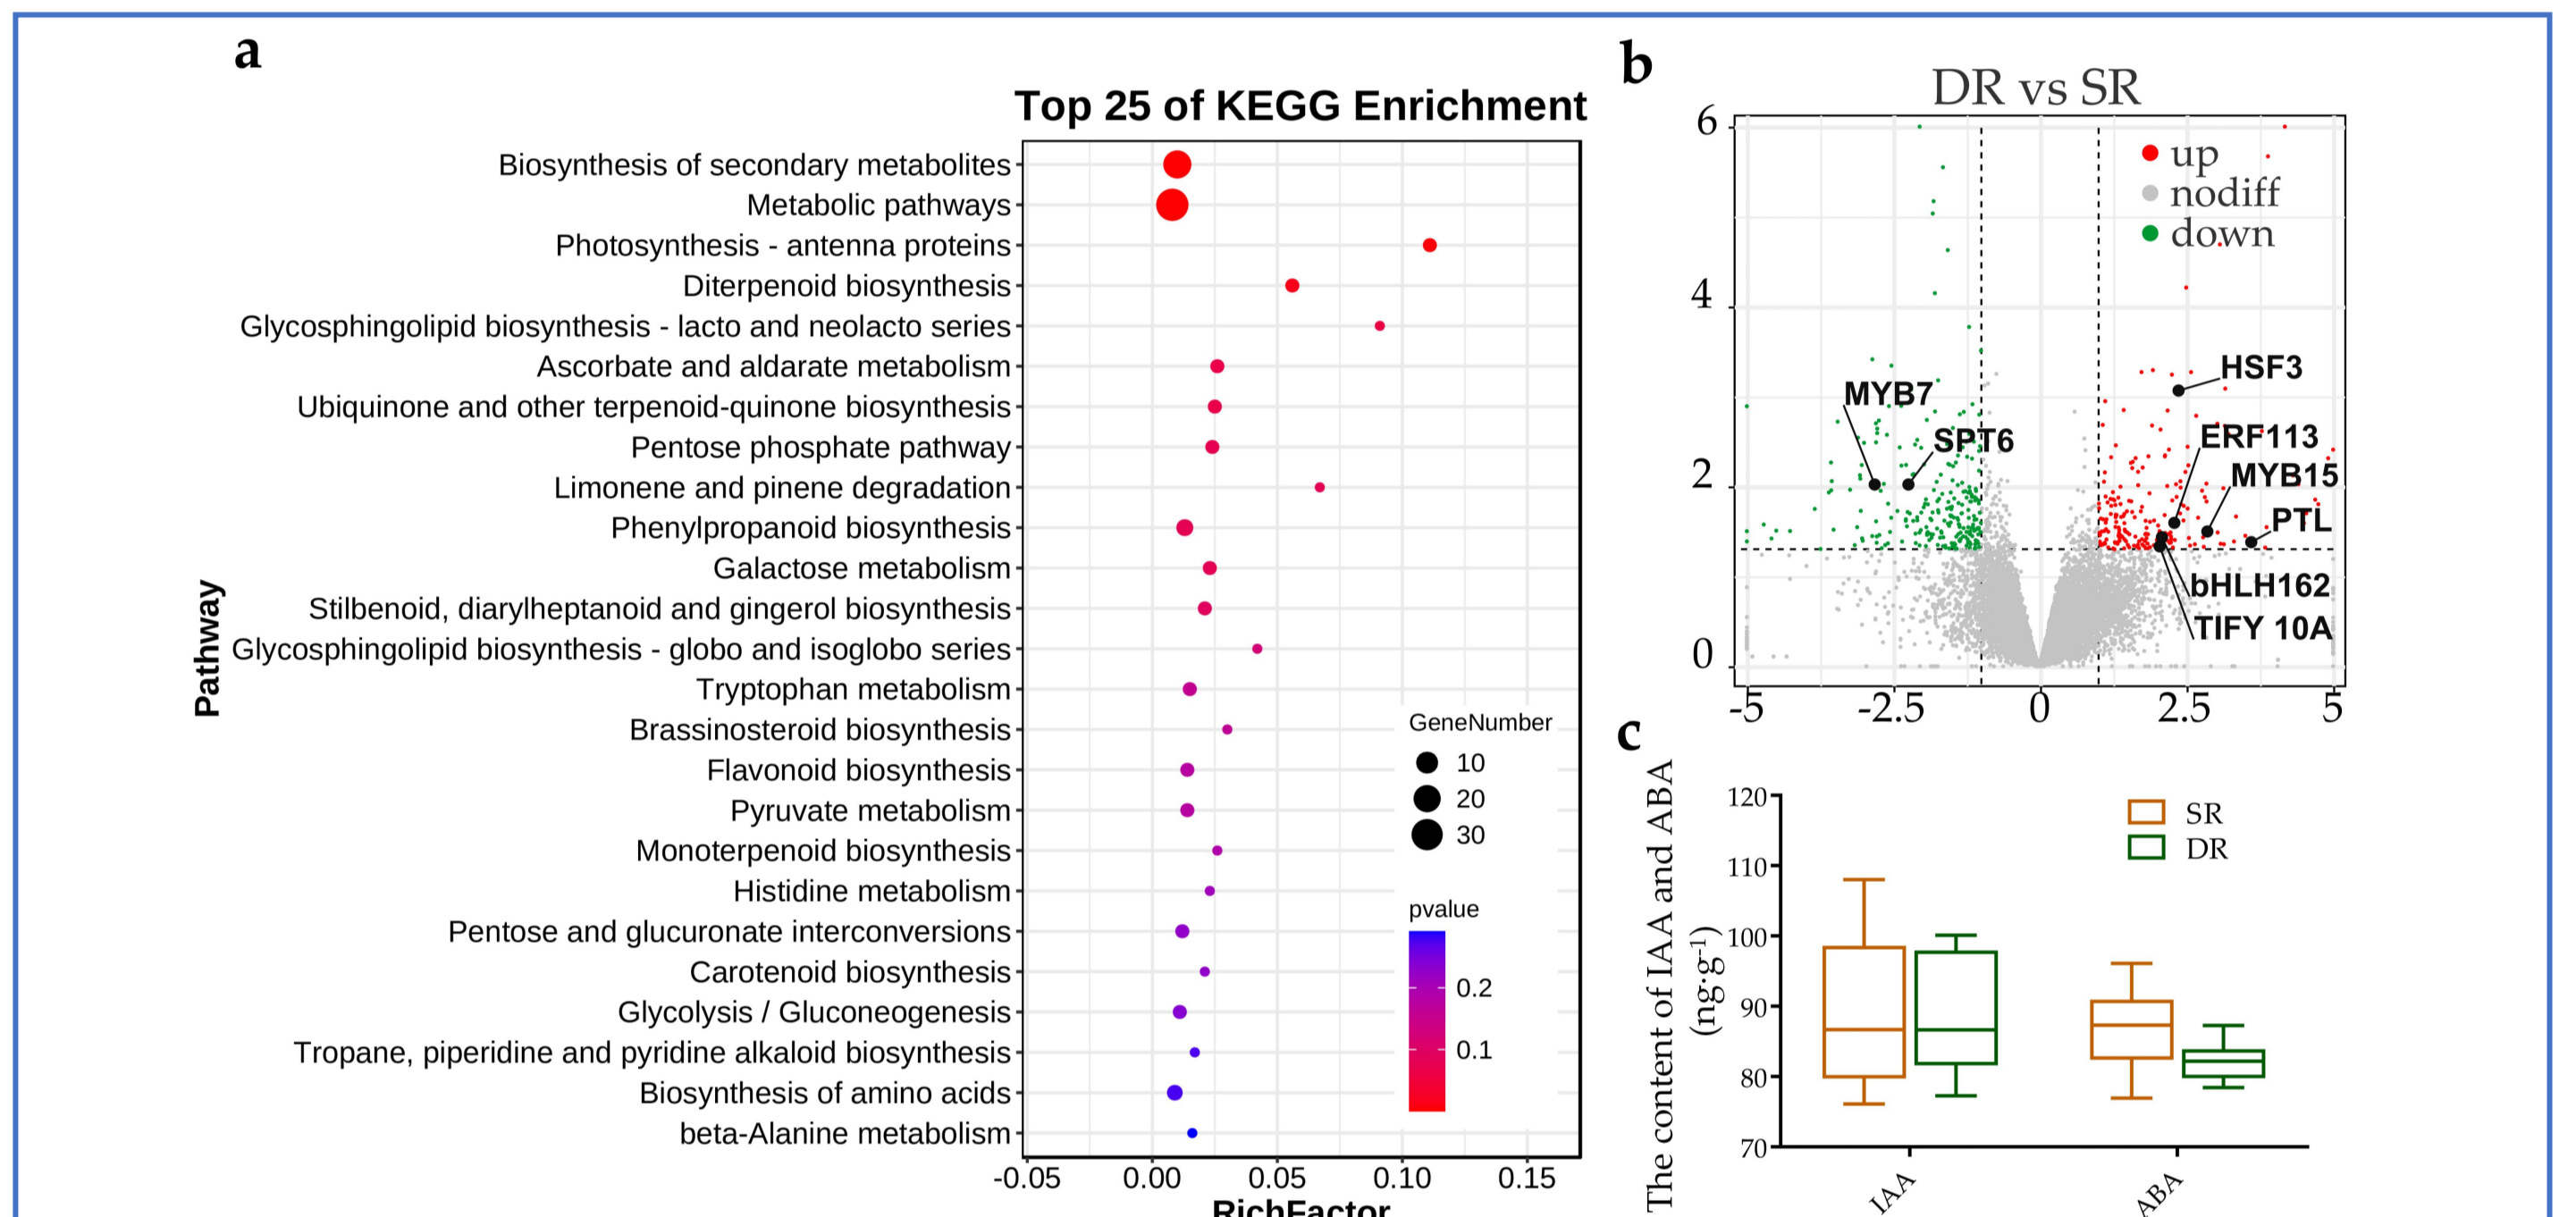 a
Top 25 of KEGG Enrichment
Pathway
Biosynthesis of secondary metabolites
Metabolic pathways
Photosynthesis - antenna proteins
Diterpenoid biosynthesis
Glycosphingolipid biosynthesis - lacto and neolacto series
Ascorbate and aldarate metabolism
Ubiquinone and other terpenoid-quinone biosynthesis
Pentose phosphate pathway
Limonene and pinene degradation
Phenylpropanoid biosynthesis
Galactose metabolism
Stilbenoid, diarylheptanoid and gingerol biosynthesis
Glycosphingolipid biosynthesis - globo and isoglobo series
Tryptophan metabolism
Brassinosteroid biosynthesis
Flavonoid biosynthesis
Pyruvate metabolism
Monoterpenoid biosynthesis
Histidine metabolism
Pentose and glucuronate interconversions
Carotenoid biosynthesis
Glycolysis / Gluconeogenesis
Tropane, piperidine and pyridine alkaloid biosynthesis
Biosynthesis of amino acids
beta-Alanine metabolism
GeneNumber
10
20
30
pvalue
0.2
0.1
-0.05 0.00 0.05 0.10 0.15
RichFactor
b
DR vs SR
6
4
2
0
up
nodiff
down
HSF3
MYB7
SPT6
ERF113
MYB15
PTL
bHLH162
TIFY 10A
-5 -2.5 0 2.5 5
c
The content of IAA and ABA
(ng·g-1)
120
110
100
90
80
70
SR
DR
IAA
ABA